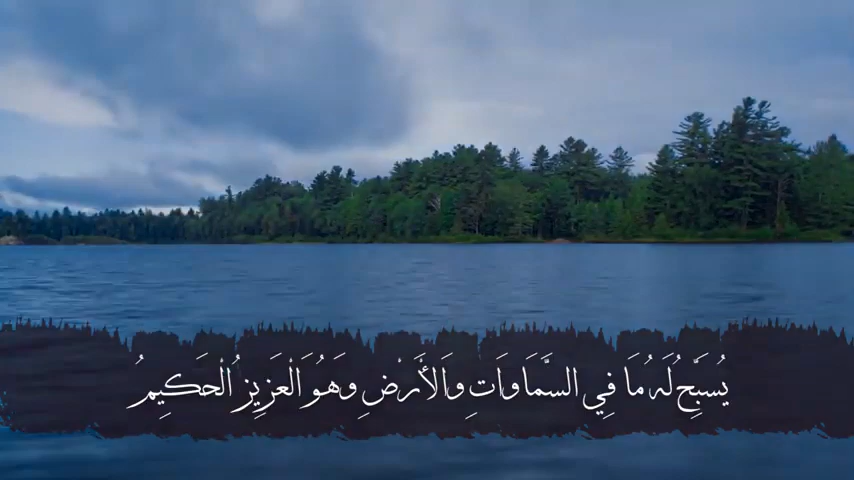 يُسَبِّحُ لَهُ مَا فِي السَّمَاوَاتِ وَالْأَرْضِ وَهُوَ الْعَزِيزُ الْحَكِيمُ